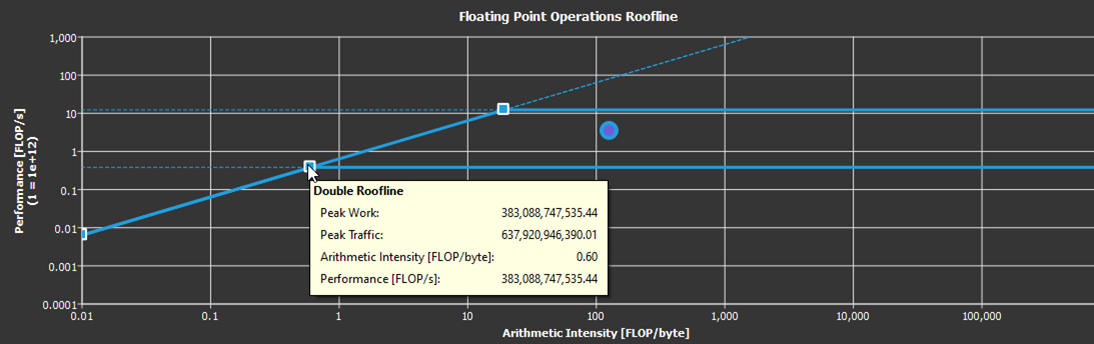 Floating Point Operations Roofline
Performance [FLOP/s]
(1 = 1e+12)
1,000
100
10
1
0.1
0.01
0.001
0.0001
Double Roofline
Peak Work: 383,088,747,535.44
Peak Traffic: 637,920,946,390.01
Arithmetic Intensity [FLOP/byte]: 0.60
Performance [FLOP/s]: 383,088,747,535.44
0.01 0.1 1 10 100 1,000 10,000 100,000
Arithmetic Intensity [FLOP/byte]